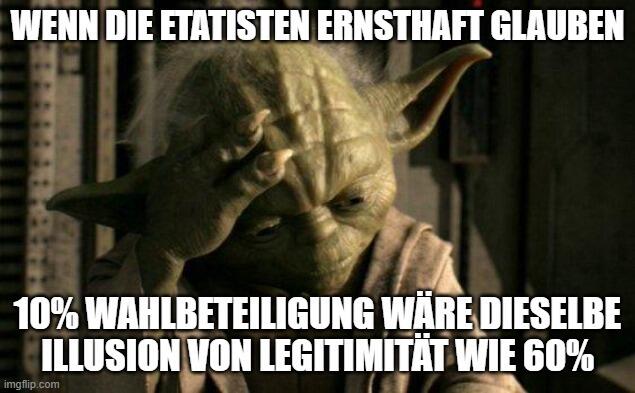 WENN DIE ETATISTEN ERNSTHAFT GLAUBEN
10% WAHLBETEILIGUNG WÄRE DIESELBE
ILLUSION VON LEGITIMITÄT WIE 60%
imgflip.com